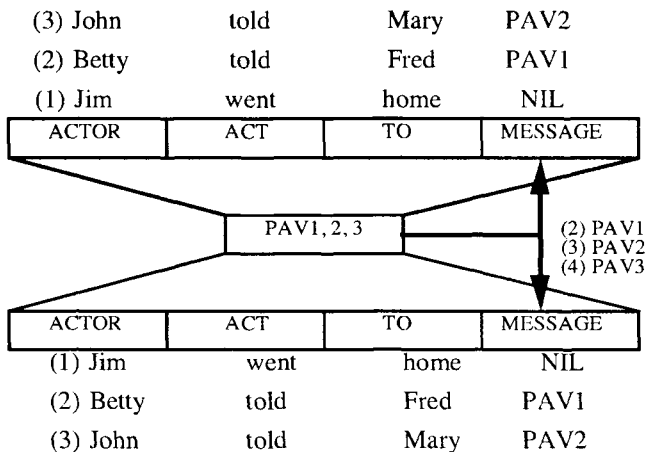 (3) John told Mary PAV2
(2) Betty told Fred PAV1
(1) Jim went home NIL
ACTOR ACT TO MESSAGE
PAV1, 2, 3
(2) PAV1
(3) PAV2
(4) PAV3
ACTOR ACT TO MESSAGE
(1) Jim went home NIL
(2) Betty told Fred PAV1
(3) John told Mary PAV2